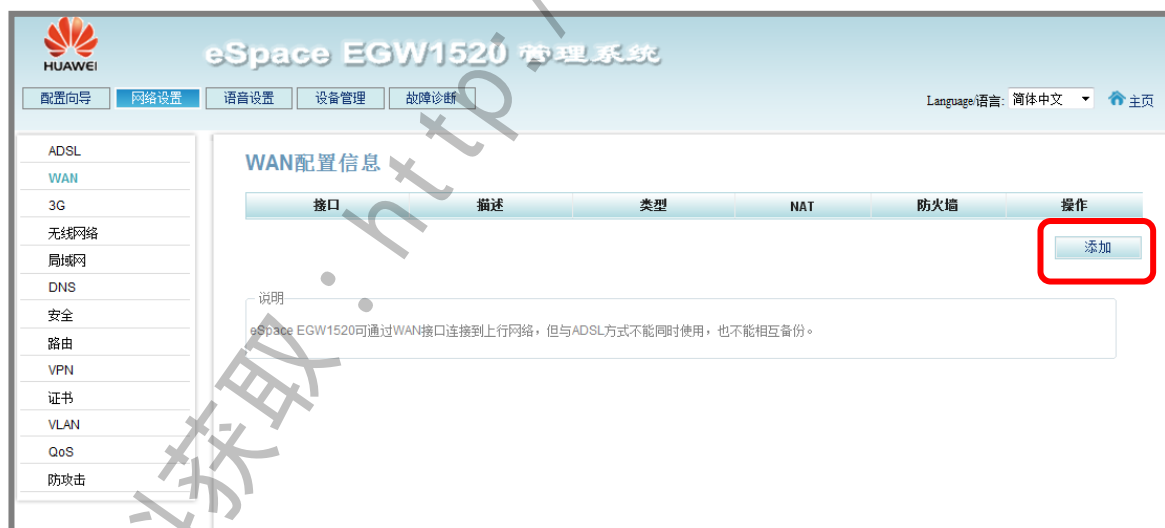 HUAWEI
eSpace EGW1520 管理系统
配置向导 网络设置 语音设置 设备管理 故障诊断 Language/语言: 简体中文 主页
ADSL
WAN
3G
无线网络
局域网
DNS
安全
路由
VPN
证书
VLAN
QoS
防攻击
WAN配置信息
接口 描述 类型 NAT 防火墙 操作
添加
说明
eSpace EGW1520可通过WAN接口连接到上行网络，但与ADSL方式不能同时使用，也不能相互备份。
获取：http:/